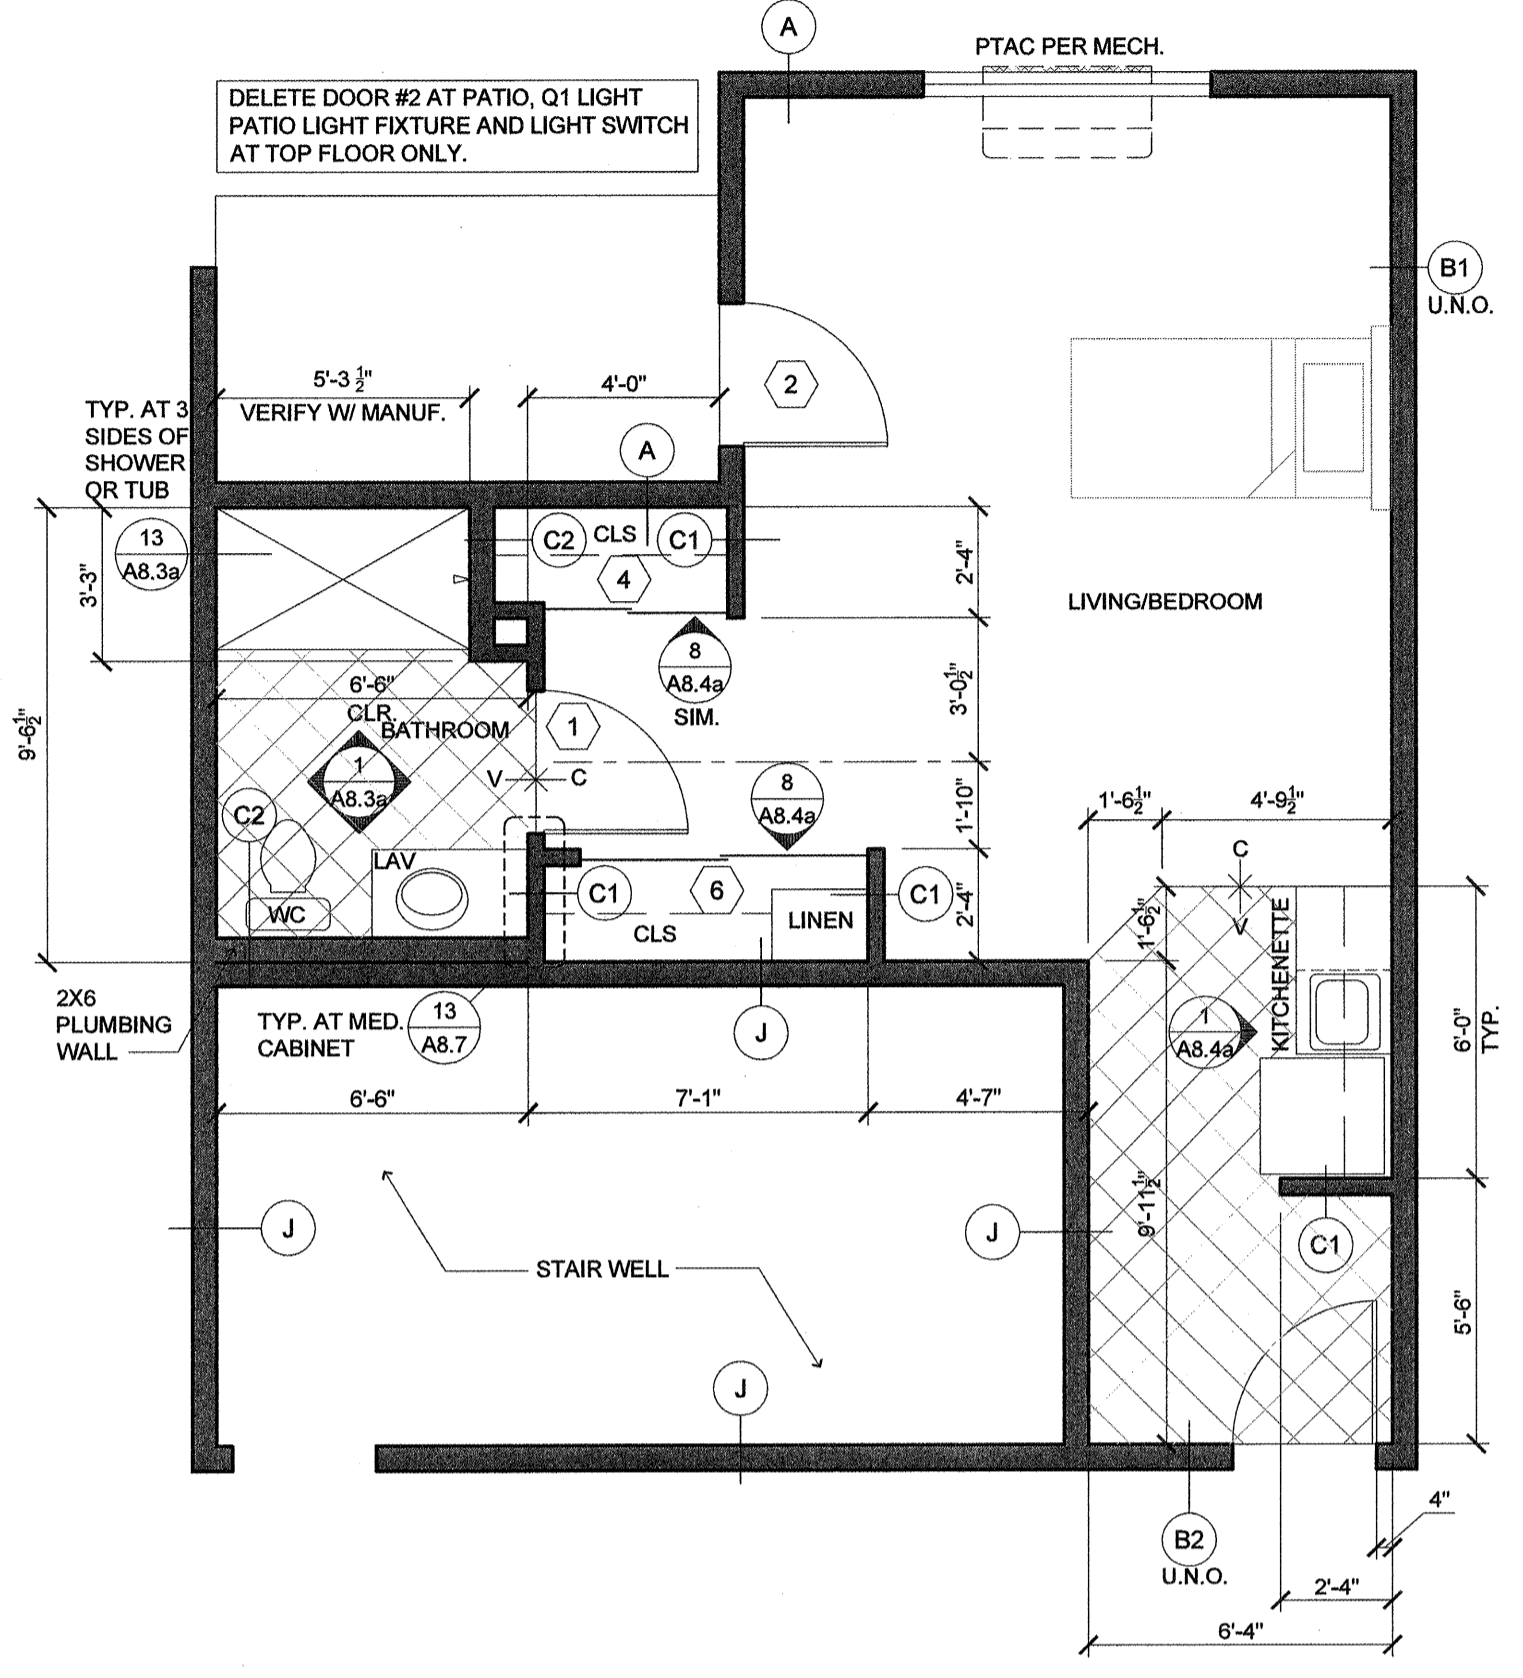 A
PTAC PER MECH.
DELETE DOOR #2 AT PATIO, Q1 LIGHT
PATIO LIGHT FIXTURE AND LIGHT SWITCH
AT TOP FLOOR ONLY.
B1
U.N.O.
5'-3 1/2"
4'-0"
2
TYP. AT 3
SIDES OF
SHOWER
OR TUB
VERIFY W/ MANUF.
A
13
A8.3a
C2
CLS
C1
4
2'-4"
3'-3"
LIVING/BEDROOM
8
A8.4a
SIM.
3'-0 1/2"
6'-6"
CLR.
BATHROOM
1
9'-6 1/2"
1
A8.3a
V
C
8
A8.4a
1'-10"
1'-6 1/2"
4'-9 1/2"
C2
LAV
C
WC
C1
6
CLS
LINEN
C1
2'-4"
1'-6 1/2"
V
KITCHENETTE
2X6
PLUMBING
WALL
TYP. AT MED.
CABINET
13
A8.7
J
1
A8.4a
6'-0"
TYP.
6'-6"
7'-1"
4'-7"
J
STAIR WELL
J
9'-11 1/2"
C1
5'-6"
J
B2
U.N.O.
4"
2'-4"
6'-4"